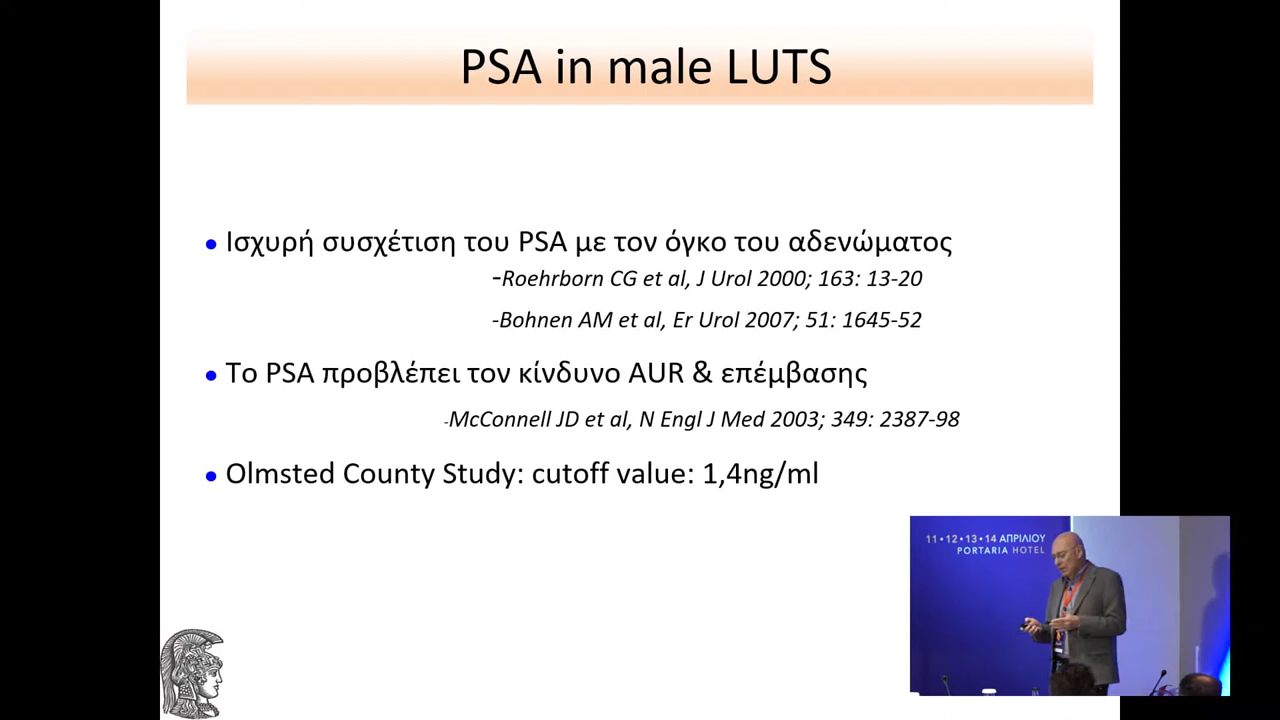 PSA in male LUTS
● Ισχυρή συσχέτιση του PSA με τον όγκο του αδενώματος
-Roehrborn CG et al, J Urol 2000; 163: 13-20
-Bohnen AM et al, Er Urol 2007; 51: 1645-52
● Το PSA προβλέπει τον κίνδυνο AUR & επέμβασης
-McConnell JD et al, N Engl J Med 2003; 349: 2387-98
● Olmsted County Study: cutoff value: 1,4ng/ml
11•12•13•14 ΑΠΡΙΛΙΟΥ
PORTARIA HOTEL